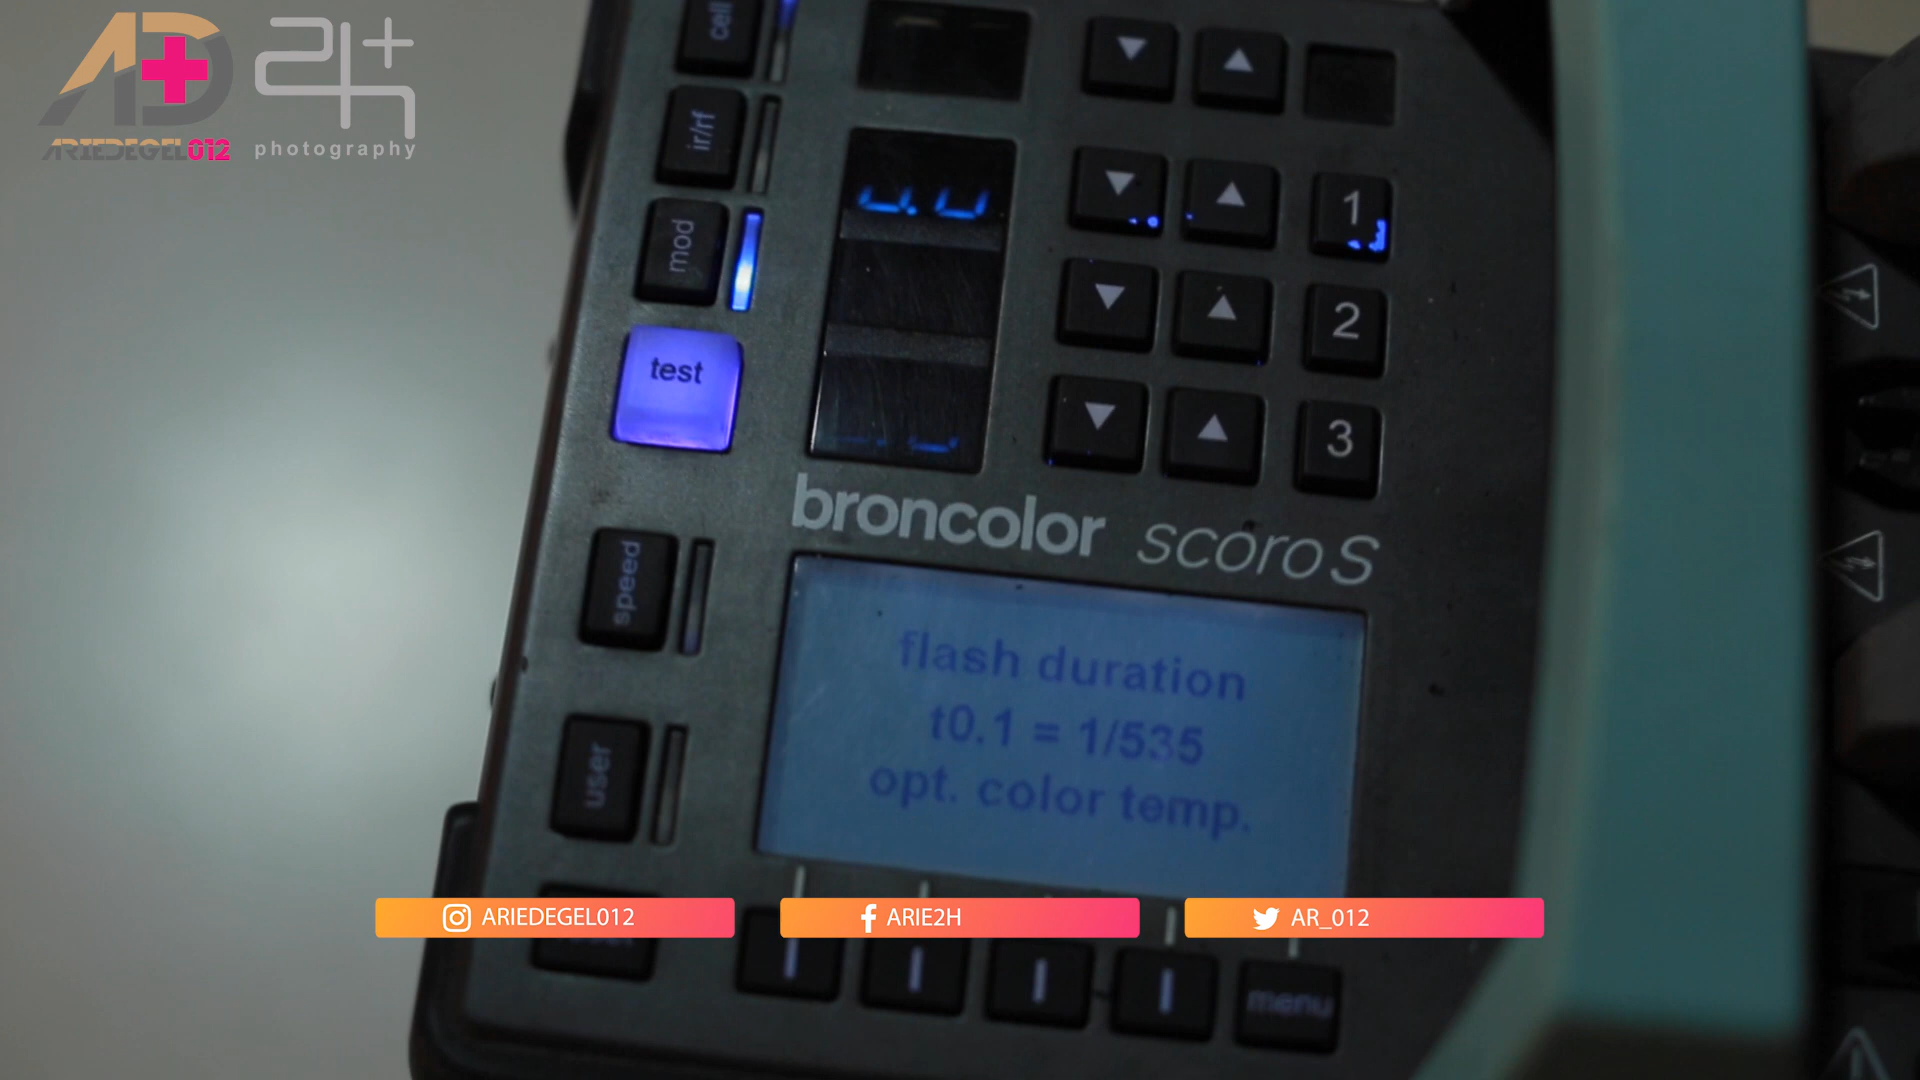 ARIEDEGEL012
24h
photography
cell
ir/rf
mod
test
1
2
3
broncolor scoro S
speed
flash duration
t0.1 = 1/535
opt. color temp.
user
menu
ARIEDEGEL012
ARIE2H
AR_012